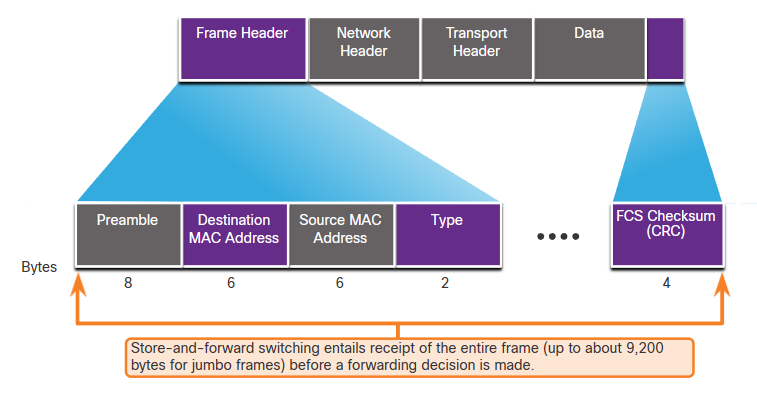 Frame Header
Network
Header
Transport
Header
Data
Preamble
Destination
MAC Address
Source MAC
Address
Type
FCS Checksum
(CRC)
Bytes
8
6
6
2
4
Store-and-forward switching entails receipt of the entire frame (up to about 9,200
bytes for jumbo frames) before a forwarding decision is made.